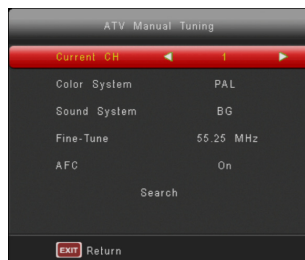 ATV Manual Tuning
Current CH 1
Color System PAL
Sound System BG
Fine-Tune 55.25 MHz
AFC On
Search
EXIT Return